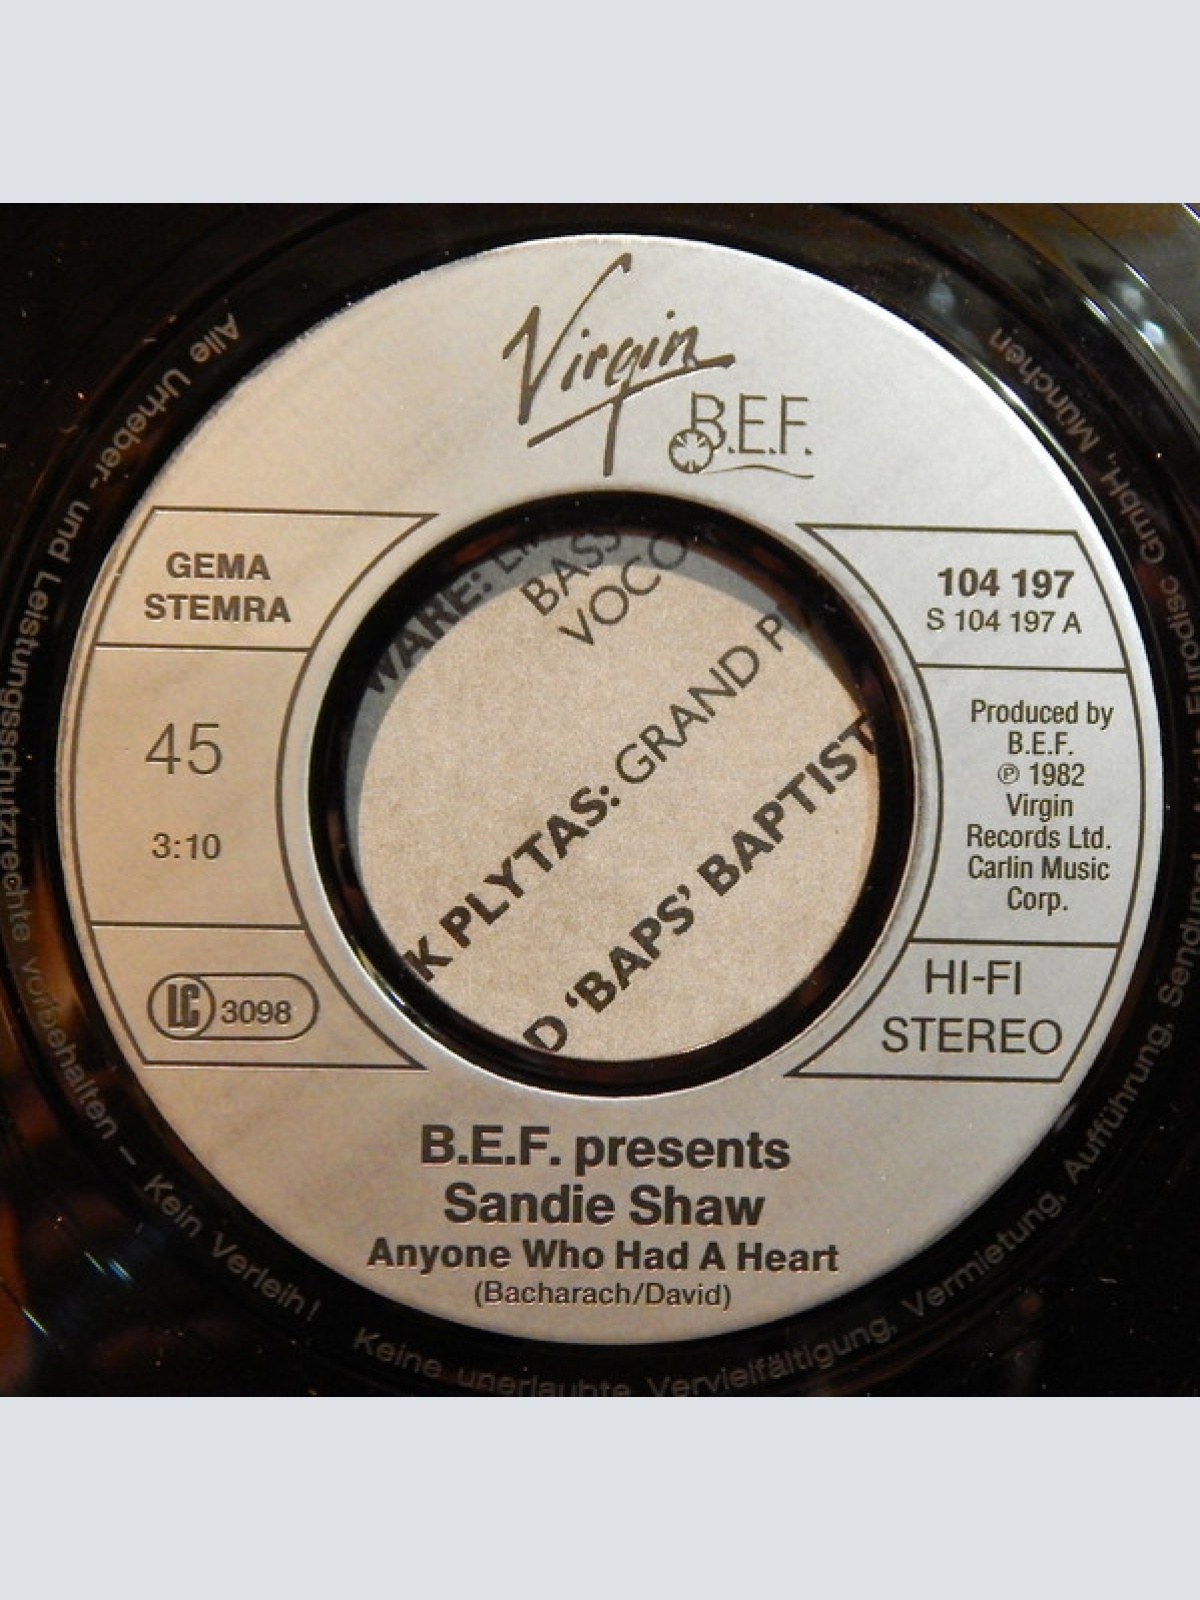 Virgin
B.E.F.
GEMA
STEMRA
45
3:10
LC 3098
104 197
S 104 197 A
Produced by
B.E.F.
℗ 1982
Virgin
Records Ltd.
Carlin Music
Corp.
HI-FI
STEREO
B.E.F. presents
Sandie Shaw
Anyone Who Had A Heart
(Bacharach/David)
WARE:
BASS
VOCO
K PLYTAS: GRAND P
D ‘BAPS’ BAPTIST
Alle Urheber- und Leistungsschutzrechte vorbehalten – Kein Verleih! Keine unerlaubte Vervielfältigung, Vermietung, Aufführung, Sendung! Eurodisc GmbH, München